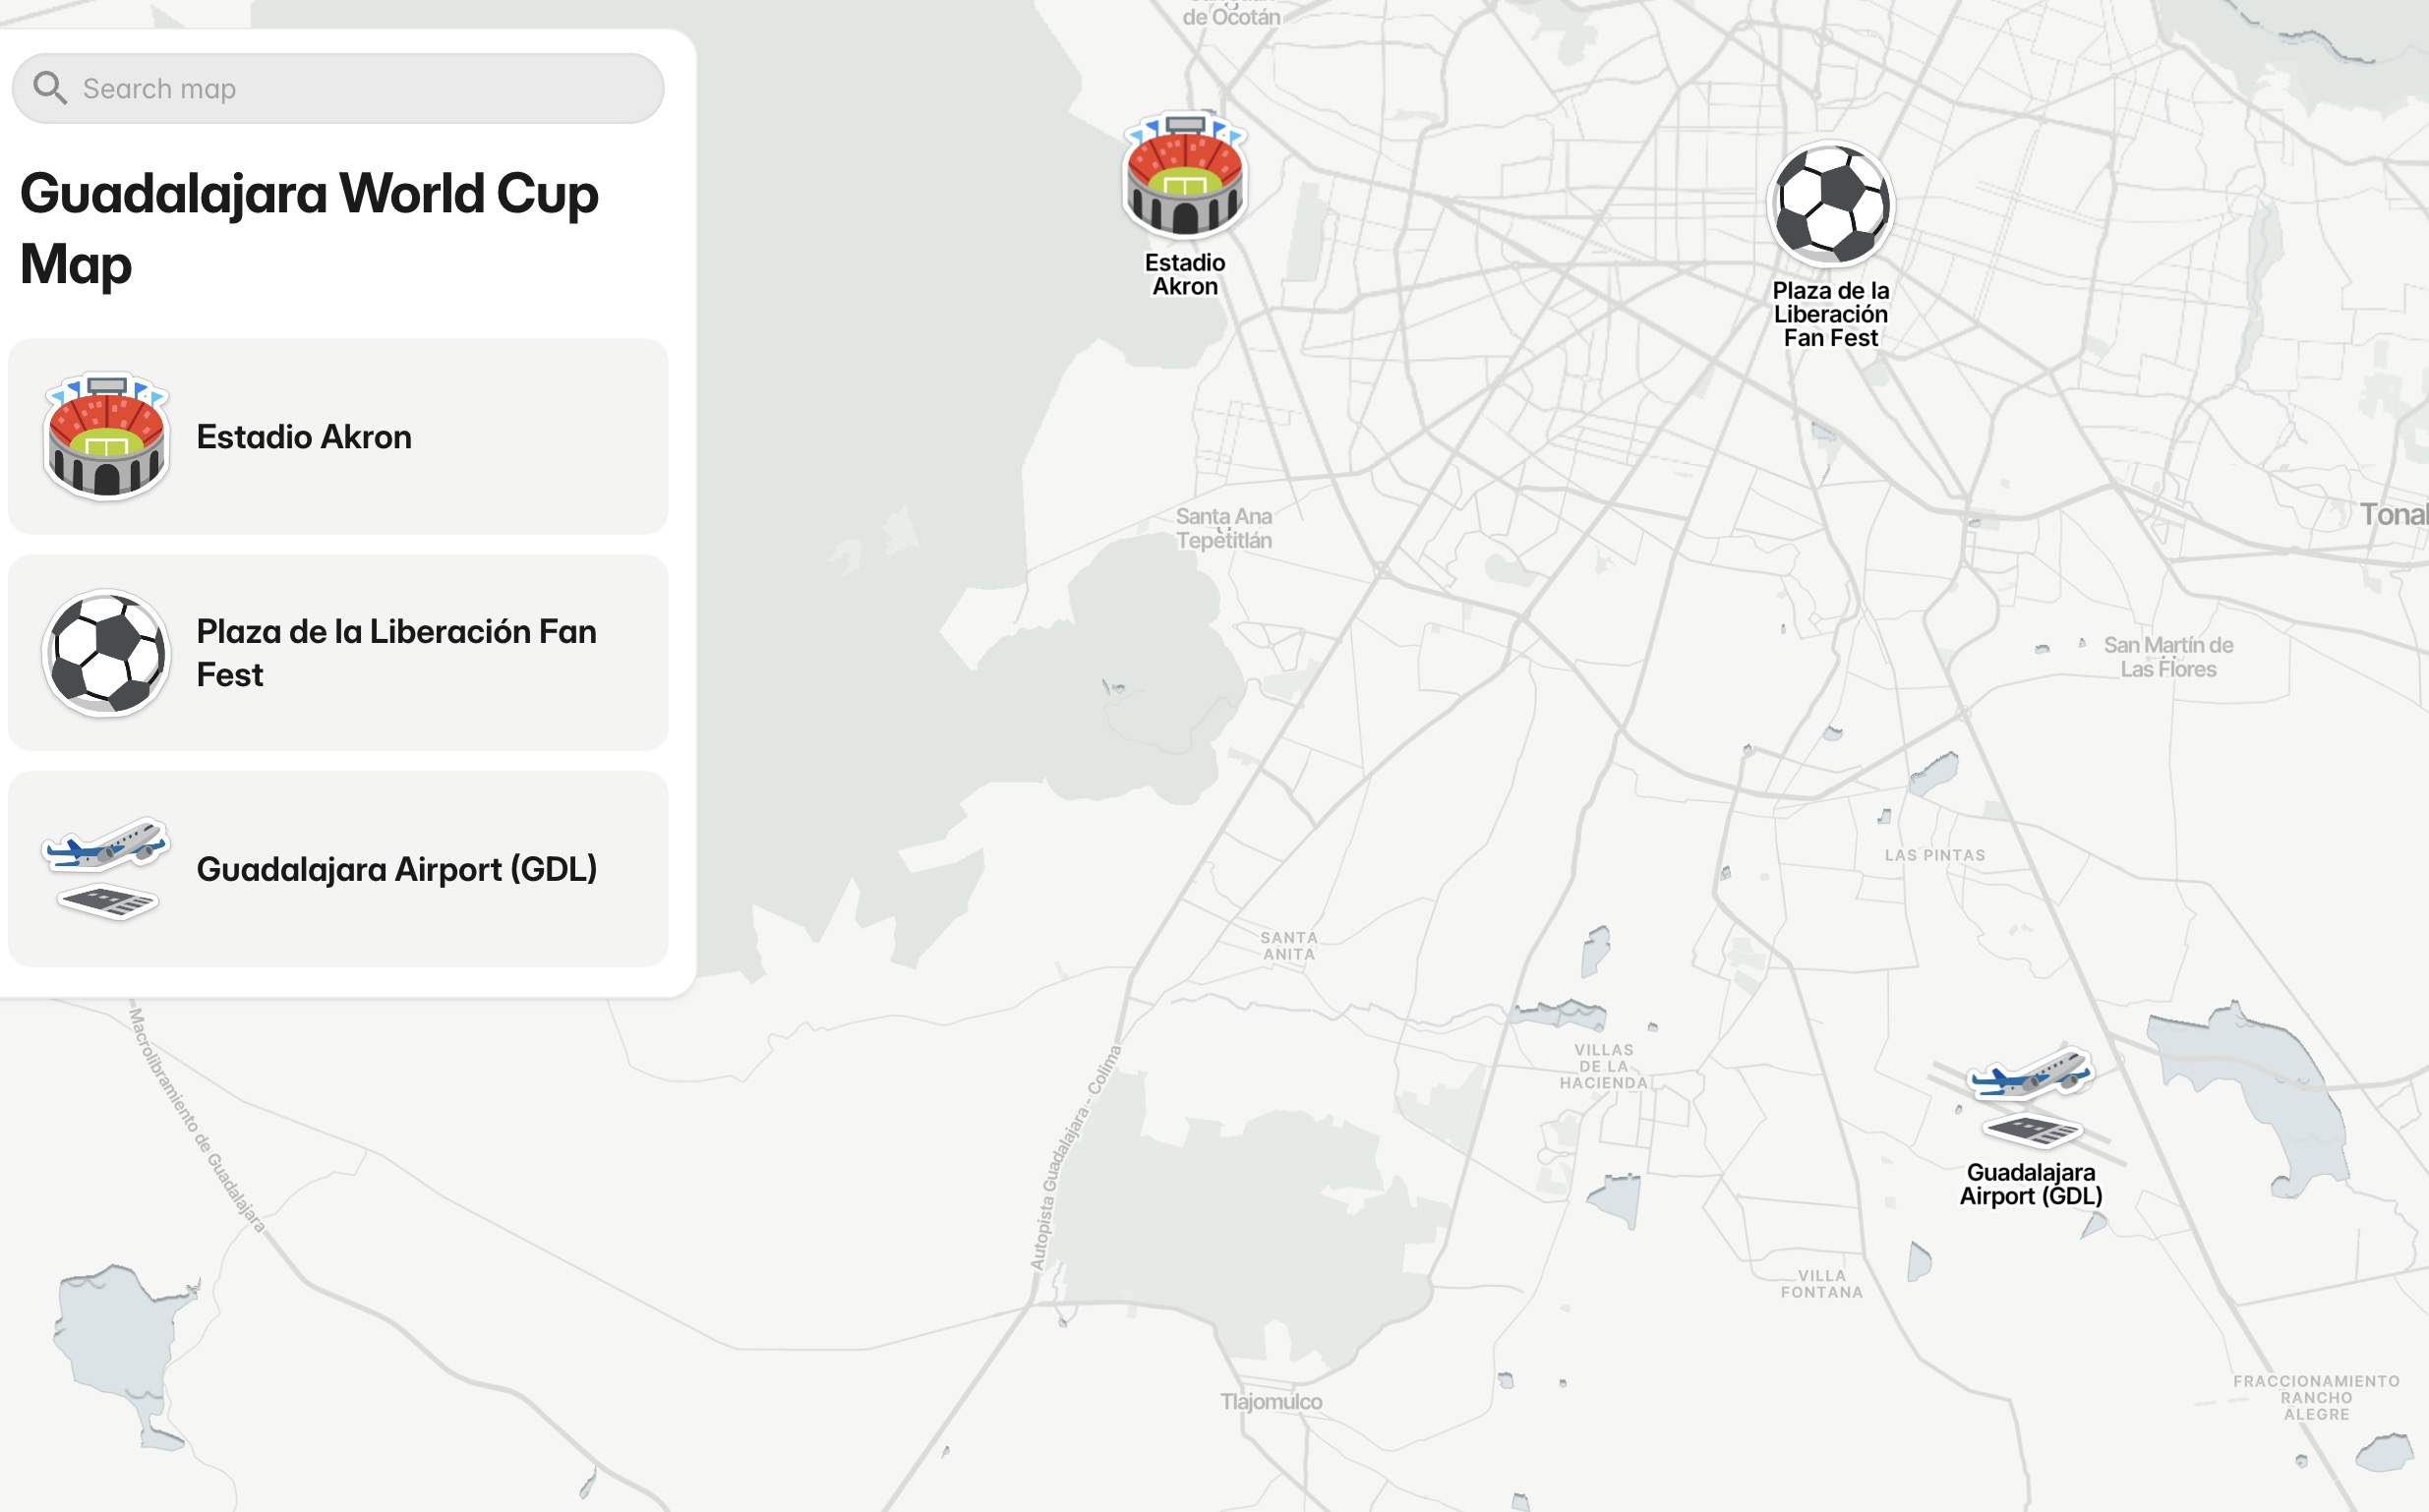 Search map
Guadalajara World Cup
Map
Estadio Akron
Plaza de la Liberación Fan
Fest
Guadalajara Airport (GDL)
de Ocotán
Estadio
Akron
Plaza de la
Liberación
Fan Fest
Santa Ana
Tepetitlán
Tonal
San Martín de
Las Flores
LAS PINTAS
SANTA
ANITA
VILLAS
DE LA
HACIENDA
Macrolibramiento de Guadalajara
Autopista Guadalajara - Colima
Guadalajara
Airport (GDL)
VILLA
FONTANA
Tlajomulco
FRACCIONAMIENTO
RANCHO
ALEGRE